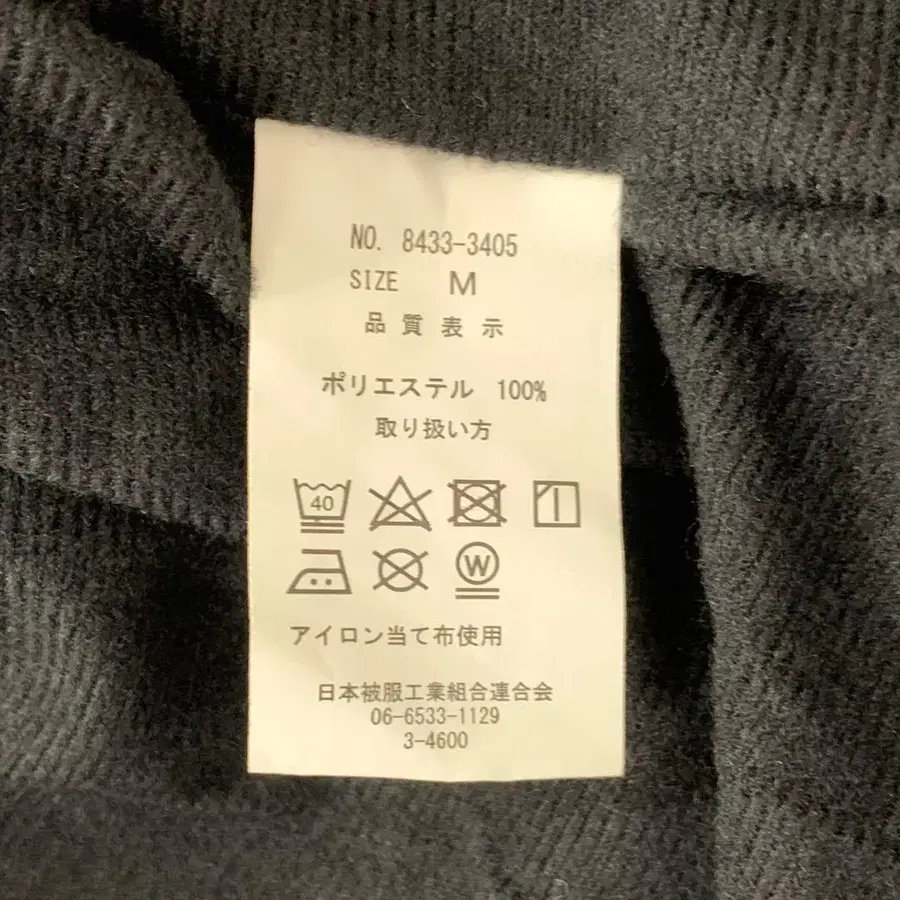 NO. 8433-3405
SIZE M
品質表示
ポリエステル 100%
取り扱い方
40
W
アイロン当て布使用
日本被服工業組合連合会
06-6533-1129
3-4600